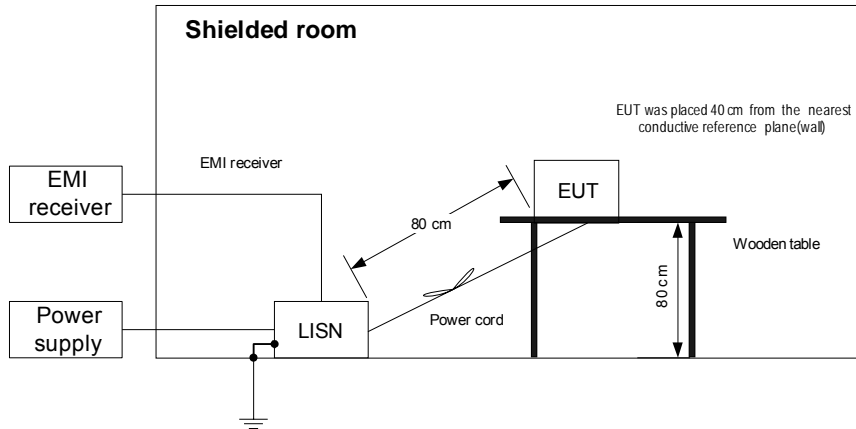 Shielded room
EUT was placed 40 cm from the nearest
conductive reference plane(wall)
EMI receiver
EMI
receiver
EUT
80 cm
Wooden table
80 cm
Power
supply
LISN
Power cord